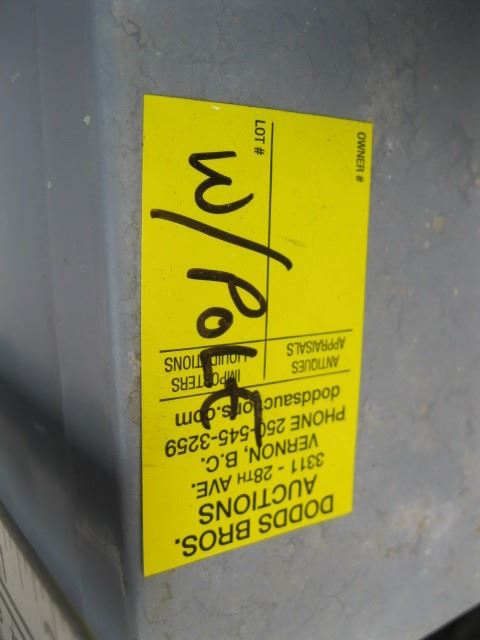 OWNER #
LOT #
W/POLE
ANTIQUES
APPRAISALS
IMPORTERS
LIQUIDATIONS
DODDS BROS.
AUCTIONS
3311 - 28TH AVE.
VERNON, B.C.
PHONE 250-545-3259
doddsauctions.com